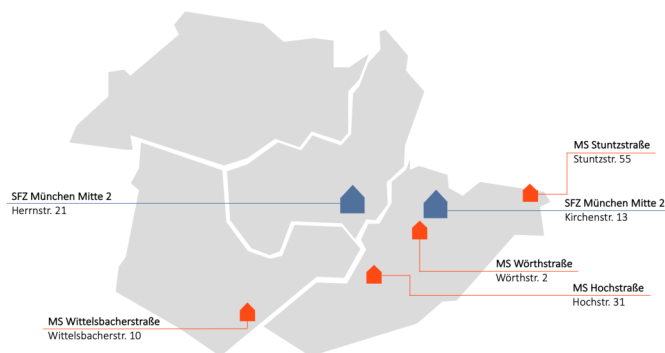 MS Stuntzstraße
Stuntzstr. 55
SFZ München Mitte 2
Herrnstr. 21
SFZ München Mitte 2
Kirchenstr. 13
MS Wörthstraße
Wörthstr. 2
MS Hochstraße
Hochstr. 31
MS Wittelsbacherstraße
Wittelsbacherstr. 10